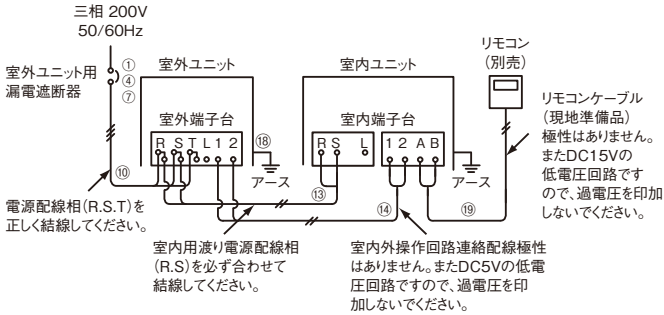 三相 200V
50/60Hz
室外ユニット用
漏電遮断器
①
④
⑦
室外ユニット
室内ユニット
リモコン
(別売)
室外端子台
室内端子台
R S T L 1 2
R S L 1 2 A B
⑱
アース
アース
⑩
⑬
⑭
⑲
リモコンケーブル
(現地準備品)
極性はありません。
またDC15Vの
低電圧回路です
ので、過電圧を印加
しないでください。
電源配線相(R.S.T)を
正しく結線してください。
室内用渡り電源配線相
(R.S)を必ず合わせて
結線してください。
室内外操作回路連絡配線極性
はありません。またDC5Vの低電
圧回路ですので、過電圧を印
加しないでください。